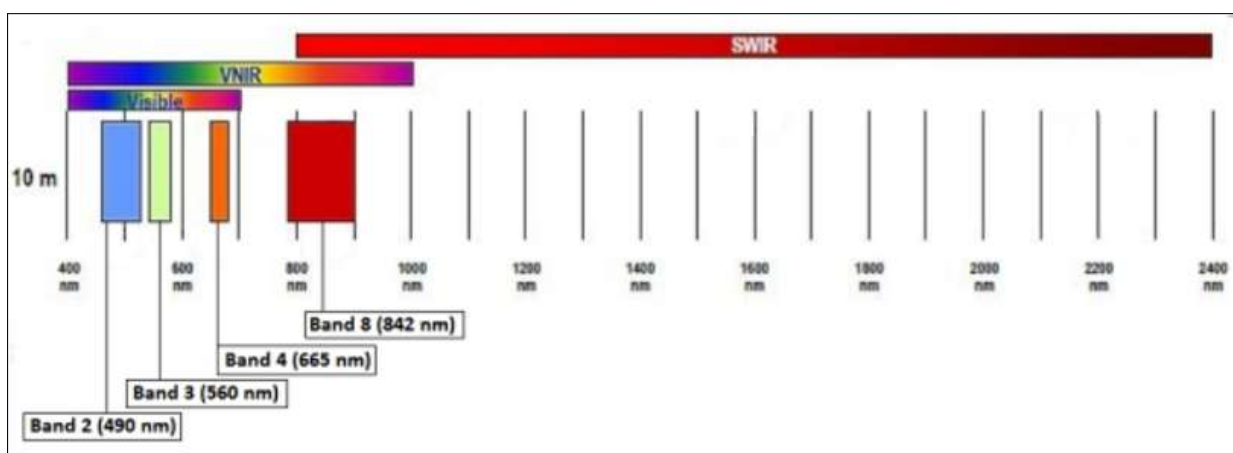 SWIR
VNIR
Visible
10 m
400 600 800 1000 1200 1400 1600 1800 2000 2200 2400
nm nm nm nm nm nm nm nm nm nm nm
Band 8 (842 nm)
Band 4 (665 nm)
Band 3 (560 nm)
Band 2 (490 nm)